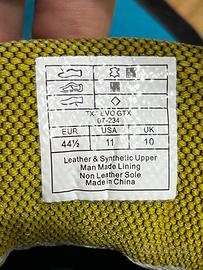 TX EVO GTX
07-234
EUR USA UK
44½ 11 10
Leather & Synthetic Upper
Man Made Lining
Non Leather Sole
Made in China